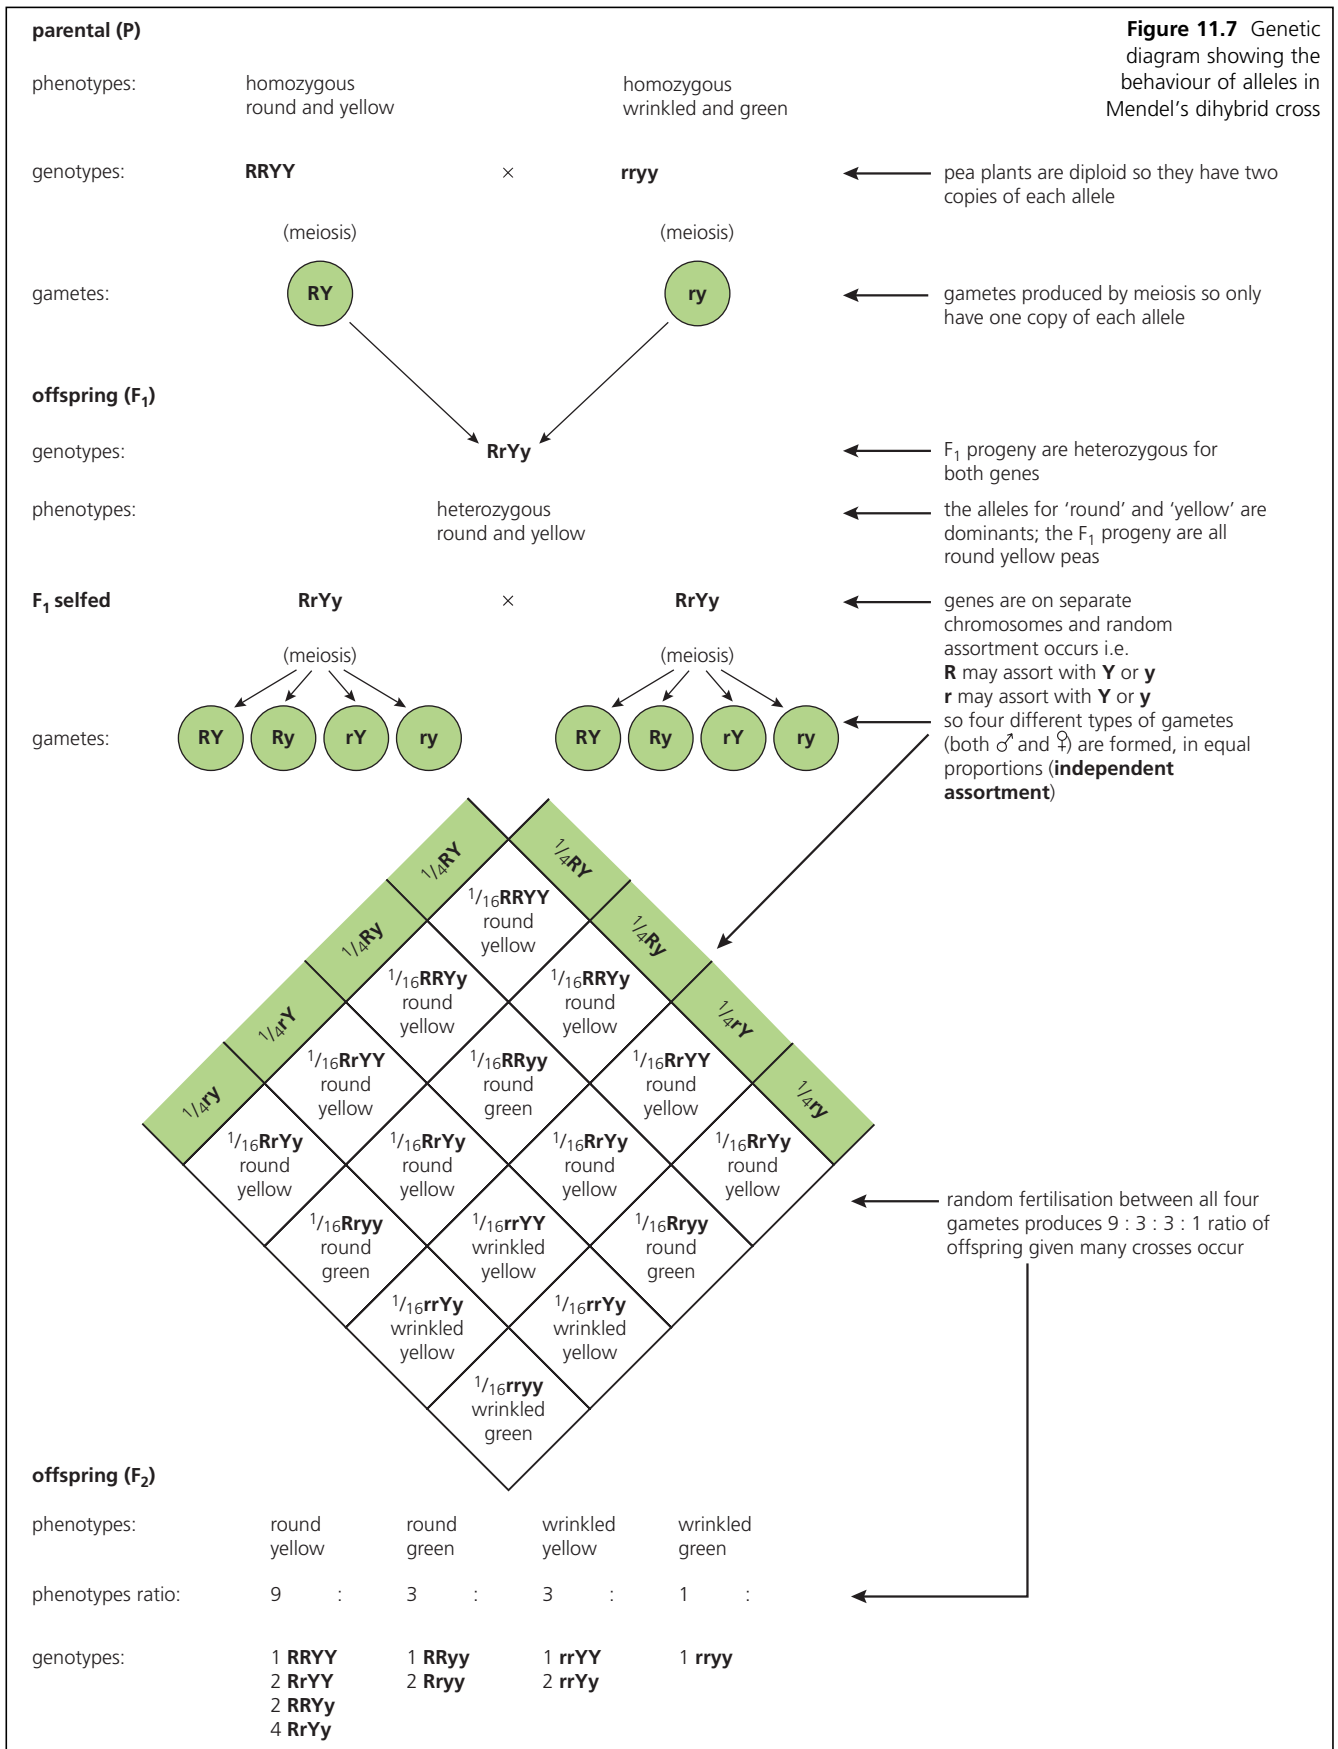 parental (P)
Figure 11.7 Genetic
diagram showing the
behaviour of alleles in
Mendel's dihybrid cross
phenotypes:
homozygous
round and yellow
homozygous
wrinkled and green
genotypes:
RRYY × rryy
pea plants are diploid so they have two
copies of each allele
(meiosis) (meiosis)
gametes:
RY ry
gametes produced by meiosis so only
have one copy of each allele
offspring (F₁)
genotypes:
RrYy
F₁ progeny are heterozygous for
both genes
phenotypes:
heterozygous
round and yellow
the alleles for 'round' and 'yellow' are
dominants; the F₁ progeny are all
round yellow peas
F₁ selfed
RrYy × RrYy
genes are on separate
chromosomes and random
assortment occurs i.e.
R may assort with Y or y
r may assort with Y or y
so four different types of gametes
(both ♂ and ♀) are formed, in equal
proportions (independent
assortment)
(meiosis) (meiosis)
gametes:
RY Ry rY ry RY Ry rY ry
1/4RY
1/4Ry
1/4rY
1/4ry
1/4RY
1/4Ry
1/4rY
1/4ry
1/16RRYY
round
yellow
1/16RRYy
round
yellow
1/16RRYy
round
yellow
1/16RrYY
round
yellow
1/16RRyy
round
green
1/16RrYY
round
yellow
1/16RrYy
round
yellow
1/16RrYy
round
yellow
1/16RrYy
round
yellow
1/16RrYy
round
yellow
1/16Rryy
round
green
1/16rrYY
wrinkled
yellow
1/16Rryy
round
green
1/16rrYy
wrinkled
yellow
1/16rrYy
wrinkled
yellow
1/16rryy
wrinkled
green
random fertilisation between all four
gametes produces 9 : 3 : 3 : 1 ratio of
offspring given many crosses occur
offspring (F₂)
phenotypes:
round
yellow
round
green
wrinkled
yellow
wrinkled
green
phenotypes ratio: 9 : 3 : 3 : 1 :
genotypes:
1 RRYY
2 RrYY
2 RRYy
4 RrYy
1 RRyy
2 Rryy
1 rrYY
2 rrYy
1 rryy